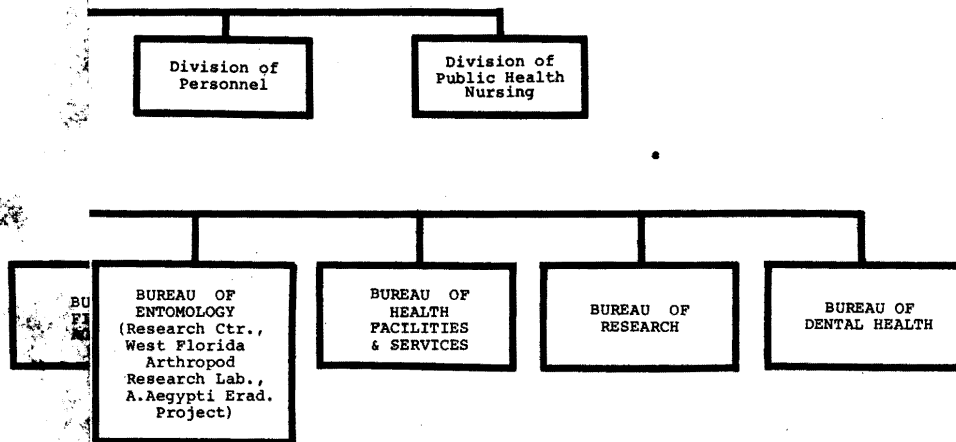 Division of
Personnel
Division of
Public Health
Nursing
BUREAU OF
ENTOMOLOGY
(Research Ctr.,
West Florida
Arthropod
Research Lab.,
A.Aegypti Erad.
Project)
BUREAU OF
HEALTH
FACILITIES
& SERVICES
BUREAU OF
RESEARCH
BUREAU OF
DENTAL HEALTH